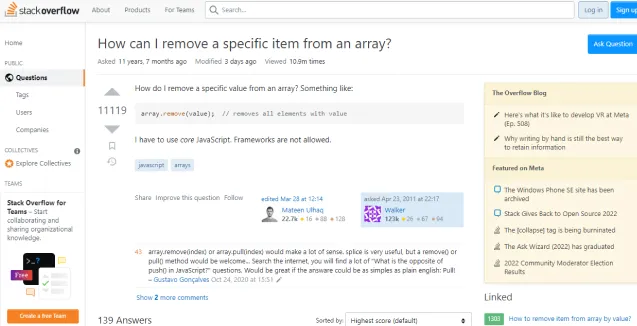 stackoverflow About Products For Teams Search... Log in Sign up
Home
PUBLIC
Questions
Tags
Users
Companies
COLLECTIVES
Explore Collectives
TEAMS
Stack Overflow for
Teams – Start
collaborating and
sharing organizational
knowledge.
>_?
Free
Create a free Team
How can I remove a specific item from an array?
Ask Question
Asked 11 years, 7 months ago Modified 3 days ago Viewed 10.9m times
How do I remove a specific value from an array? Something like:
11119
array.remove(value); // removes all elements with value
I have to use core JavaScript. Frameworks are not allowed.
javascript arrays
Share Improve this question Follow
edited Mar 28 at 12:14
Mateen Ulhaq
22.7k 16 88 128
asked Apr 23, 2011 at 22:17
Walker
123k 26 67 94
43 array.remove(index) or array.pull(index) would make a lot of sense. splice is very useful, but a remove() or
pull() method would be welcome... Search the internet, you will find a lot of "What is the opposite of
push() in JavaScript?" questions. Would be great if the answare could be as simples as plain english: Pull!
– Gustavo Gonçalves Oct 24, 2020 at 15:51
Show 2 more comments
139 Answers
Sorted by: Highest score (default)
The Overflow Blog
Here's what it's like to develop VR at Meta
(Ep. 508)
Why writing by hand is still the best way
to retain information
Featured on Meta
The Windows Phone SE site has been
archived
Stack Gives Back to Open Source 2022
The [collapse] tag is being burninated
The Ask Wizard (2022) has graduated
2022 Community Moderator Election
Results
Linked
1303 How to remove item from array by value?